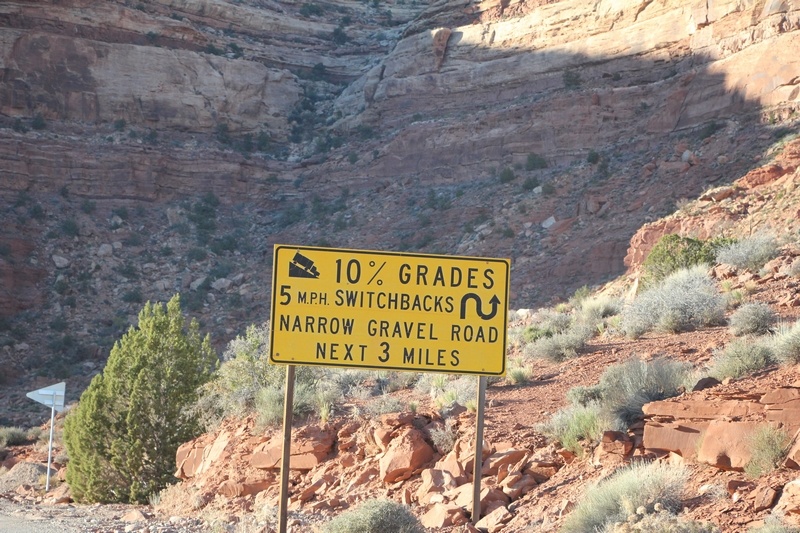 10% GRADES
5 M.P.H. SWITCHBACKS
NARROW GRAVEL ROAD
NEXT 3 MILES